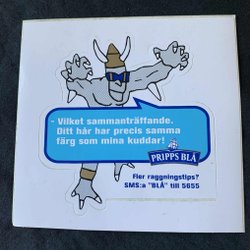 - Vilket sammanträffande.
Ditt hår har precis samma
färg som mina kuddar!
PRIPPS BLÅ
Fler raggningstips?
SMS:a "BLÅ" till 5655